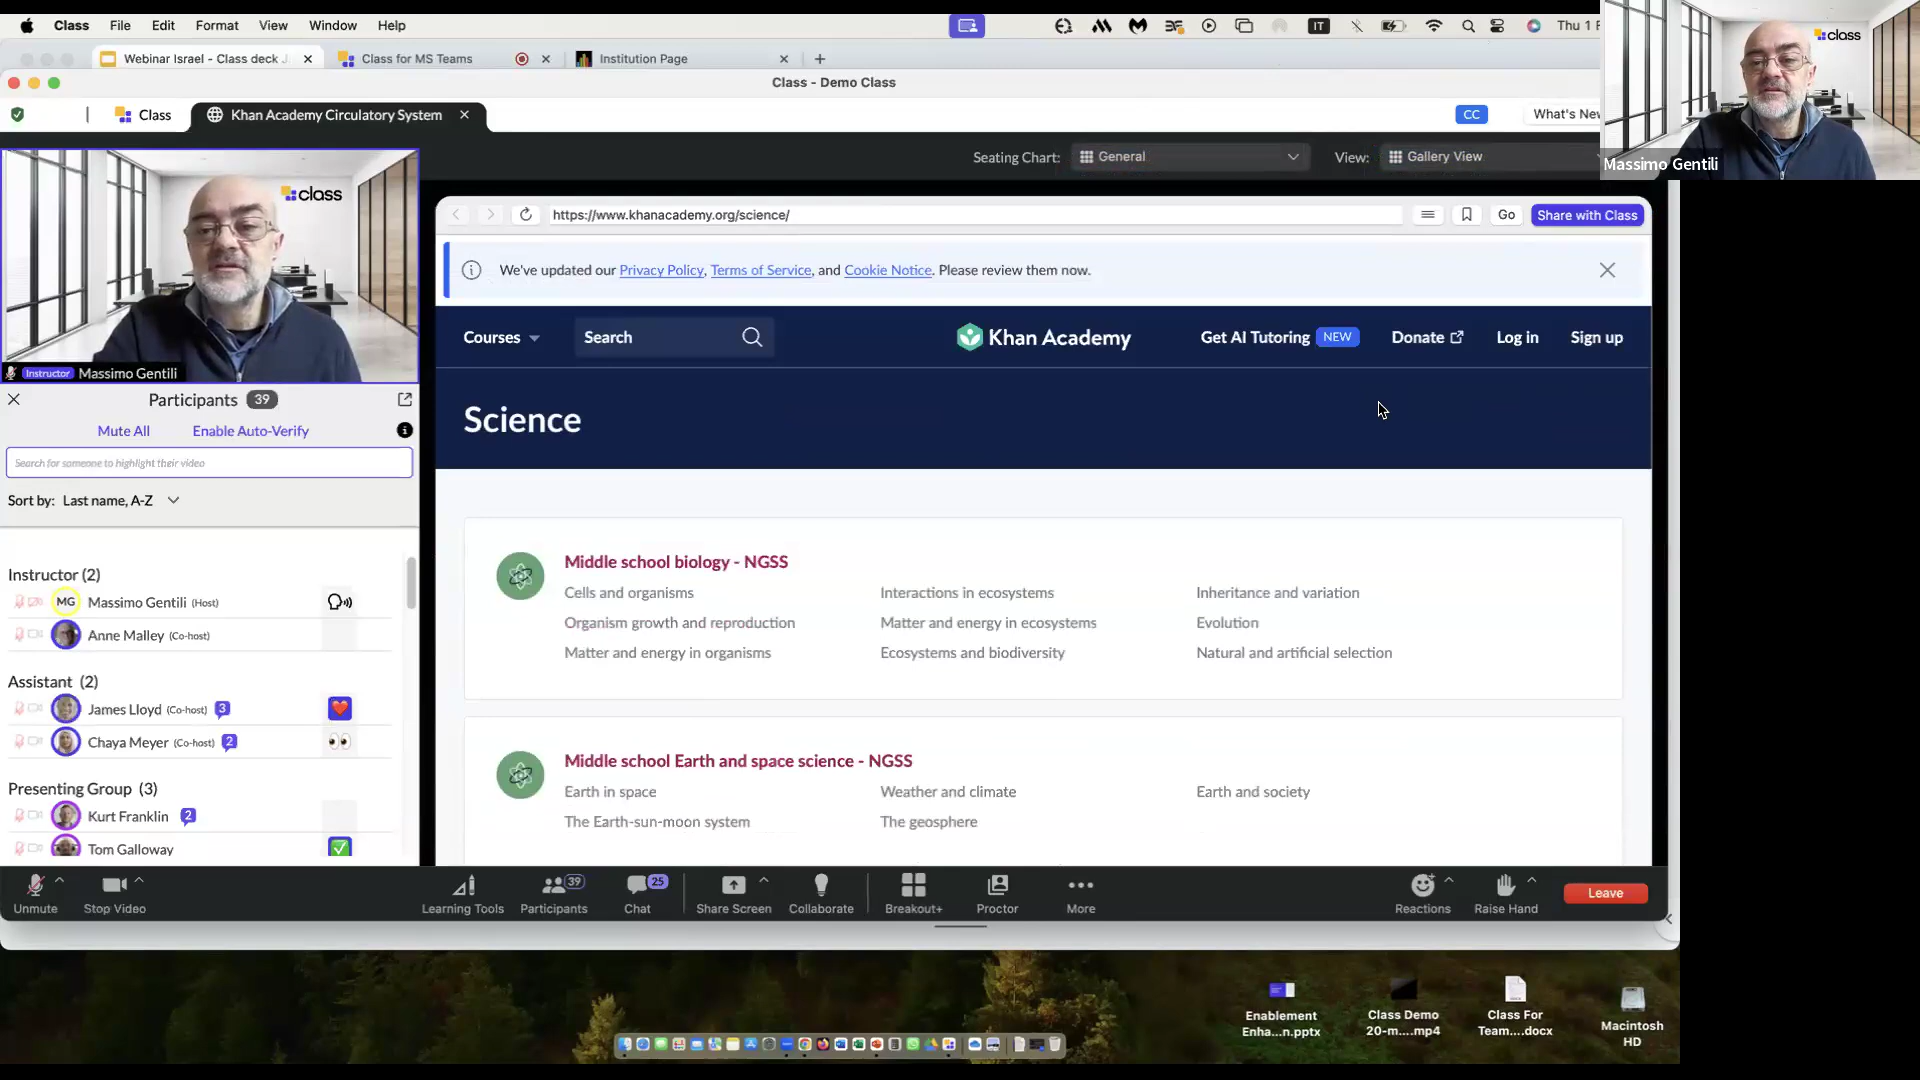 Class File Edit Format View Window Help
IT
Thu 1 F
Webinar Israel - Class deck J
Class for MS Teams
Institution Page
Class - Demo Class
Class
Khan Academy Circulatory System
CC
What's New
Seating Chart:
General
View:
Gallery View
class
Massimo Gentili
class
Instructor Massimo Gentili
Participants 39
Mute All
Enable Auto-Verify
Search for someone to highlight their video
Sort by: Last name, A-Z
Instructor (2)
MG Massimo Gentili (Host)
Anne Malley (Co-host)
Assistant (2)
James Lloyd (Co-host) 3
Chaya Meyer (Co-host) 2
Presenting Group (3)
Kurt Franklin 2
Tom Galloway
https://www.khanacademy.org/science/
Go
Share with Class
We've updated our Privacy Policy, Terms of Service, and Cookie Notice. Please review them now.
Courses
Search
Khan Academy
Get AI Tutoring NEW
Donate
Log in
Sign up
Science
Middle school biology - NGSS
Cells and organisms
Interactions in ecosystems
Inheritance and variation
Organism growth and reproduction
Matter and energy in ecosystems
Evolution
Matter and energy in organisms
Ecosystems and biodiversity
Natural and artificial selection
Middle school Earth and space science - NGSS
Earth in space
Weather and climate
Earth and society
The Earth-sun-moon system
The geosphere
Unmute
Stop Video
Learning Tools
39
Participants
25
Chat
Share Screen
Collaborate
Breakout+
Proctor
More
Reactions
Raise Hand
Leave
Enablement
Enha...n.pptx
Class Demo
20-m....mp4
Class For
Team....docx
Macintosh
HD